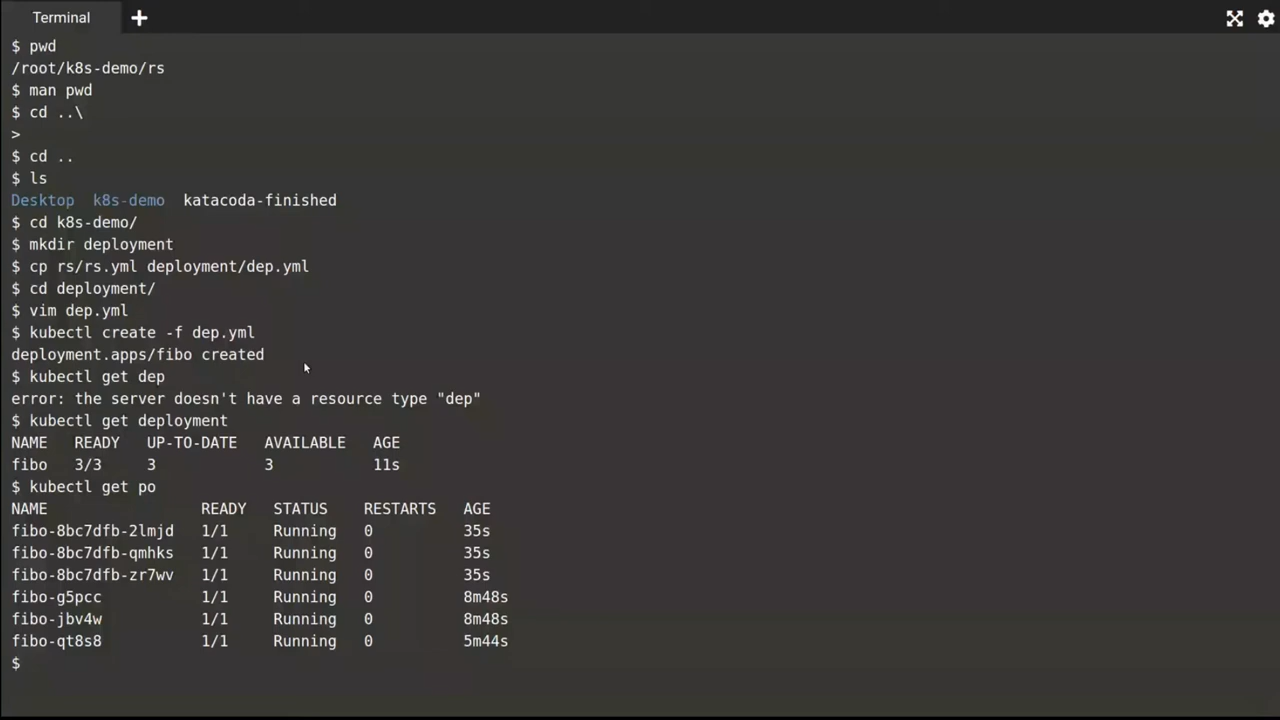 Terminal
$ pwd
/root/k8s-demo/rs
$ man pwd
$ cd ..\
>
$ cd ..
$ ls
Desktop  k8s-demo  katacoda-finished
$ cd k8s-demo/
$ mkdir deployment
$ cp rs/rs.yml deployment/dep.yml
$ cd deployment/
$ vim dep.yml
$ kubectl create -f dep.yml
deployment.apps/fibo created
$ kubectl get dep
error: the server doesn't have a resource type "dep"
$ kubectl get deployment
NAME   READY   UP-TO-DATE   AVAILABLE   AGE
fibo   3/3     3            3           11s
$ kubectl get po
NAME                 READY   STATUS    RESTARTS   AGE
fibo-8bc7dfb-2lmjd   1/1     Running   0          35s
fibo-8bc7dfb-qmhks   1/1     Running   0          35s
fibo-8bc7dfb-zr7wv   1/1     Running   0          35s
fibo-g5pcc           1/1     Running   0          8m48s
fibo-jbv4w           1/1     Running   0          8m48s
fibo-qt8s8           1/1     Running   0          5m44s
$